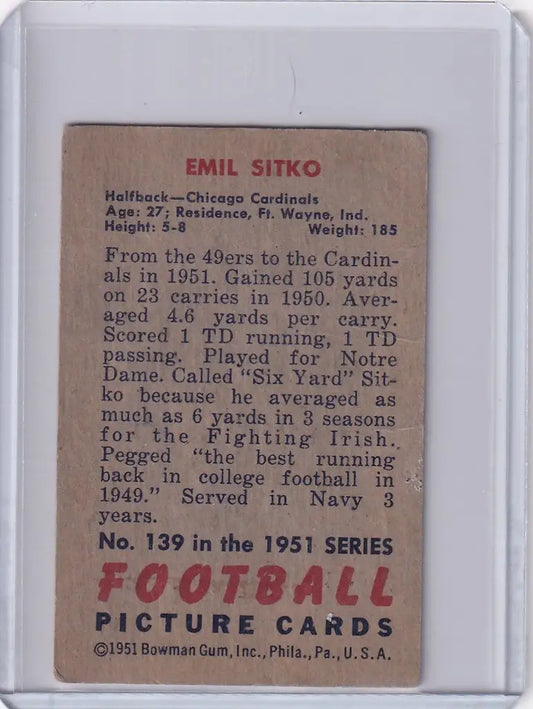 EMIL SITKO
Halfback—Chicago Cardinals
Age: 27; Residence, Ft. Wayne, Ind.
Height: 5-8 Weight: 185
From the 49ers to the Cardin-
als in 1951. Gained 105 yards
on 23 carries in 1950. Aver-
aged 4.6 yards per carry.
Scored 1 TD running, 1 TD
passing. Played for Notre
Dame. Called "Six Yard" Sit-
ko because he averaged as
much as 6 yards in 3 seasons
for the Fighting Irish.
Pegged "the best running
back in college football in
1949." Served in Navy 3
years.
No. 139 in the 1951 SERIES
FOOTBALL
PICTURE CARDS
©1951 Bowman Gum, Inc., Phila., Pa., U.S.A.